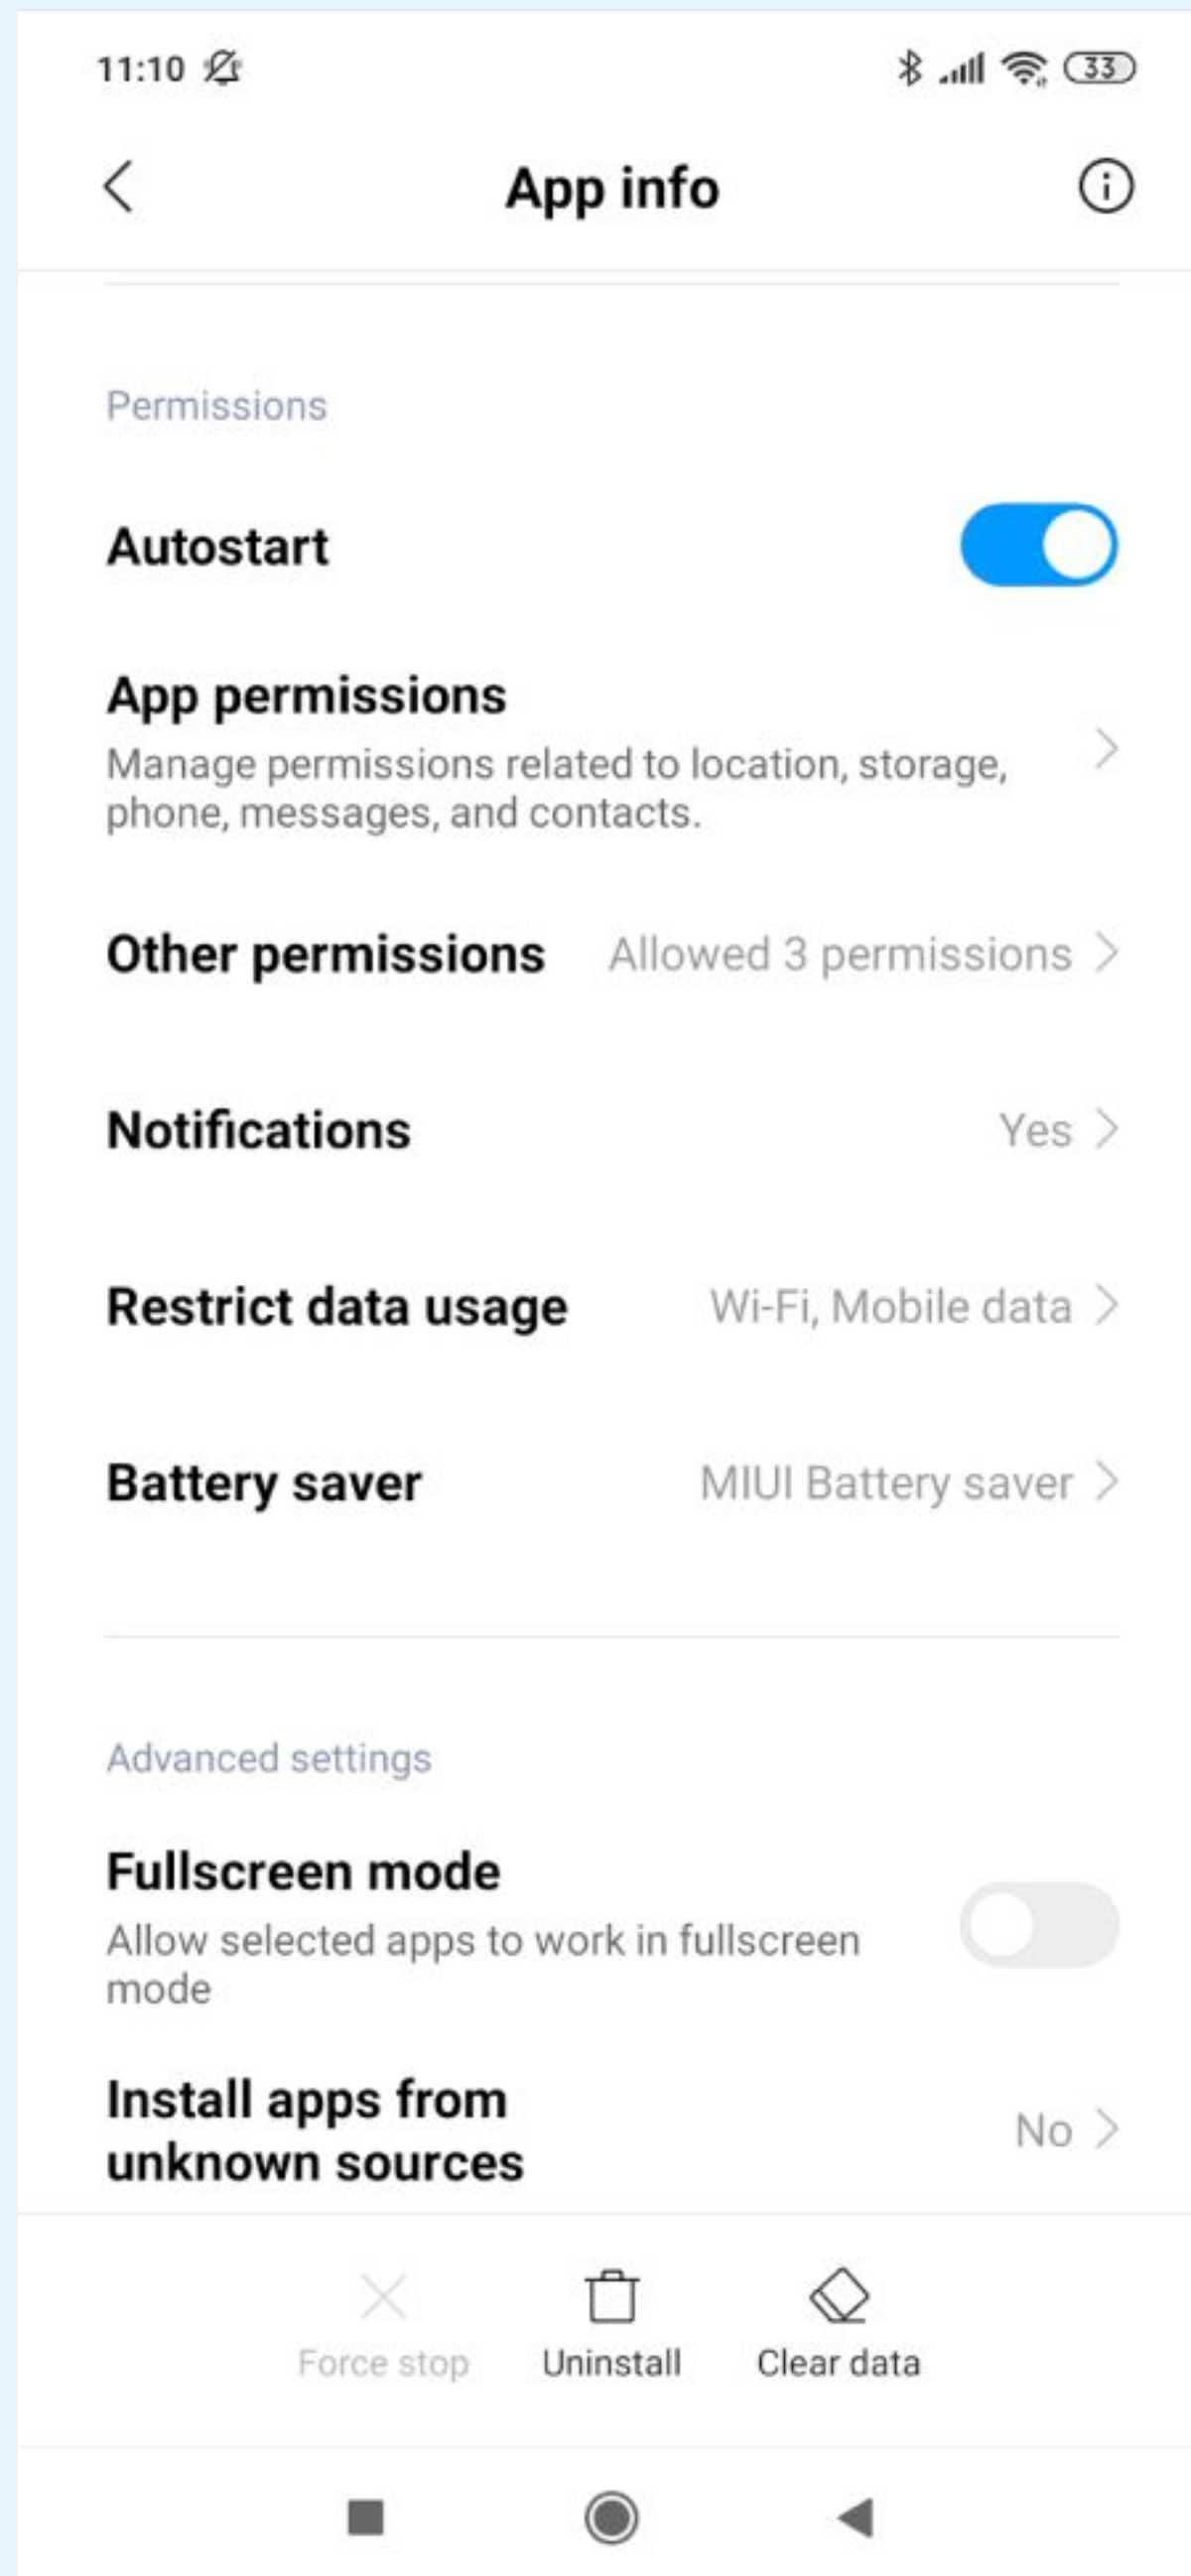 11:10
33
App info
Permissions
Autostart
App permissions
Manage permissions related to location, storage,
phone, messages, and contacts.
Other permissions Allowed 3 permissions
Notifications Yes
Restrict data usage Wi-Fi, Mobile data
Battery saver MIUI Battery saver
Advanced settings
Fullscreen mode
Allow selected apps to work in fullscreen
mode
Install apps from
unknown sources
No
Force stop Uninstall Clear data